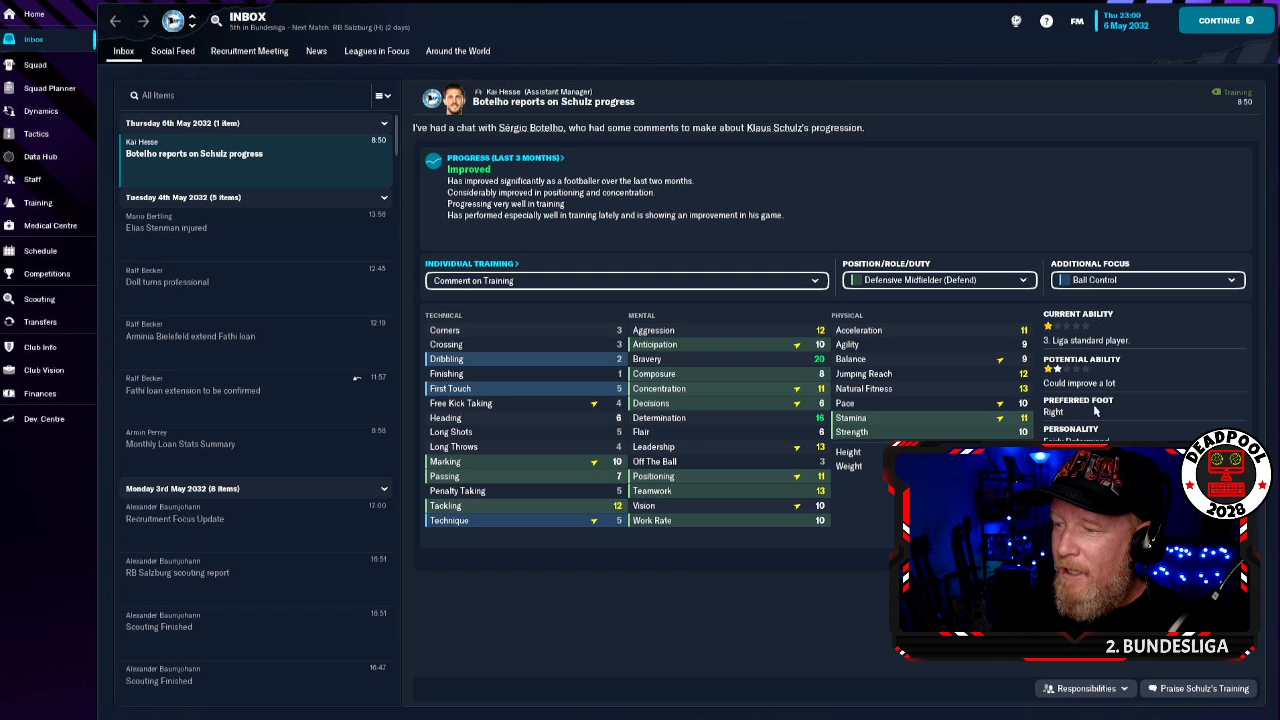 Home
Inbox
Squad
Squad Planner
Dynamics
Tactics
Data Hub
Staff
Training
Medical Centre
Schedule
Competitions
Scouting
Transfers
Club Info
Club Vision
Finances
Dev. Centre
INBOX
5th in Bundesliga - Next Match: RB Salzburg (H) (2 days)
FM
Thu 23:00
6 May 2032
CONTINUE
Inbox Social Feed Recruitment Meeting News Leagues in Focus Around the World
All Items
Thursday 6th May 2032 (1 item)
Kai Hesse 8:50
Botelho reports on Schulz progress
Tuesday 4th May 2032 (5 items)
Mario Bertling 13:56
Elias Stenman injured
Ralf Becker 12:45
Doll turns professional
Ralf Becker 12:19
Arminia Bielefeld extend Fathi loan
Ralf Becker 11:57
Fathi loan extension to be confirmed
Armin Perrey 8:58
Monthly Loan Stats Summary
Monday 3rd May 2032 (8 items)
Alexander Baumjohann 17:00
Recruitment Focus Update
Alexander Baumjohann 16:51
RB Salzburg scouting report
Alexander Baumjohann 16:51
Scouting Finished
Alexander Baumjohann 16:47
Scouting Finished
Kai Hesse (Assistant Manager)
Botelho reports on Schulz progress
Training
8:50
I've had a chat with Sérgio Botelho, who had some comments to make about Klaus Schulz's progression.
PROGRESS (LAST 3 MONTHS)
Improved
Has improved significantly as a footballer over the last two months.
Considerably improved in positioning and concentration.
Progressing very well in training
Has performed especially well in training lately and is showing an improvement in his game.
INDIVIDUAL TRAINING POSITION/ROLE/DUTY ADDITIONAL FOCUS
Comment on Training Defensive Midfielder (Defend) Ball Control
TECHNICAL MENTAL PHYSICAL
Corners 3 Aggression 12 Acceleration 11
Crossing 3 Anticipation 10 Agility 9
Dribbling 2 Bravery 20 Balance 9
Finishing 1 Composure 8 Jumping Reach 12
First Touch 5 Concentration 11 Natural Fitness 13
Free Kick Taking 4 Decisions 6 Pace 10
Heading 6 Determination 16 Stamina 11
Long Shots 5 Flair 6 Strength 10
Long Throws 4 Leadership 13 Height
Marking 10 Off The Ball 3 Weight
Passing 7 Positioning 11
Penalty Taking 5 Teamwork 13
Tackling 12 Vision 10
Technique 5 Work Rate 10
CURRENT ABILITY
3. Liga standard player.
POTENTIAL ABILITY
Could improve a lot
PREFERRED FOOT
Right
PERSONALITY
Fairly Determined
DEADPOOL
2028
2. BUNDESLIGA
Responsibilities
Praise Schulz's Training